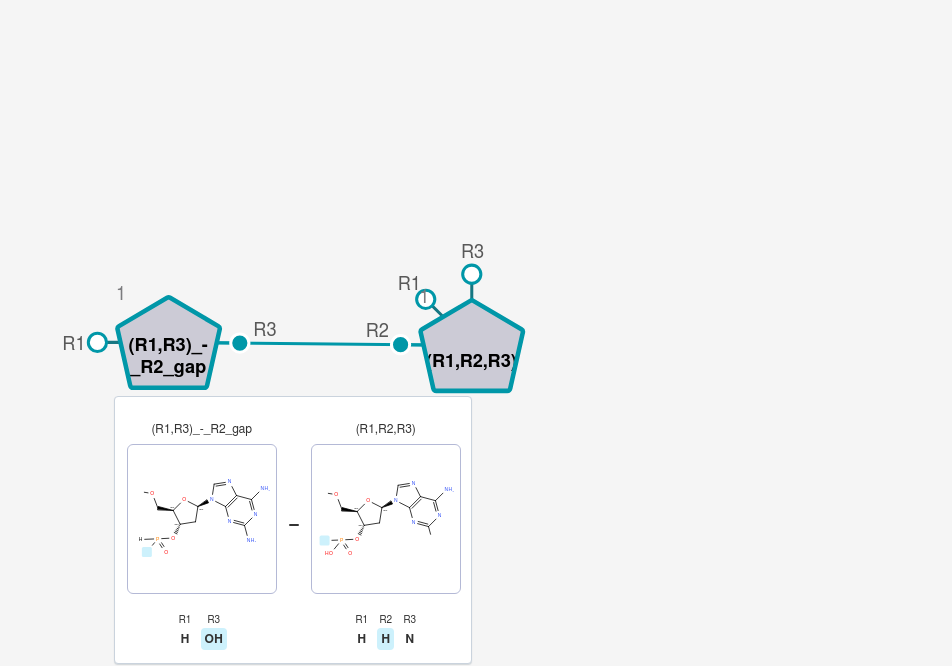 R3
R1
1
1
R3
R2
R1
(R1,R3)_-
_R2_gap
(R1,R2,R3)
(R1,R3)_-_R2_gap
(R1,R2,R3)
N
NH₂
O
O
N
N
N
NH₂
H
P
O
O
N
NH₂
O
O
N
N
N
P
O
HO
O
–
R1 R3
H OH
R1 R2 R3
H H N